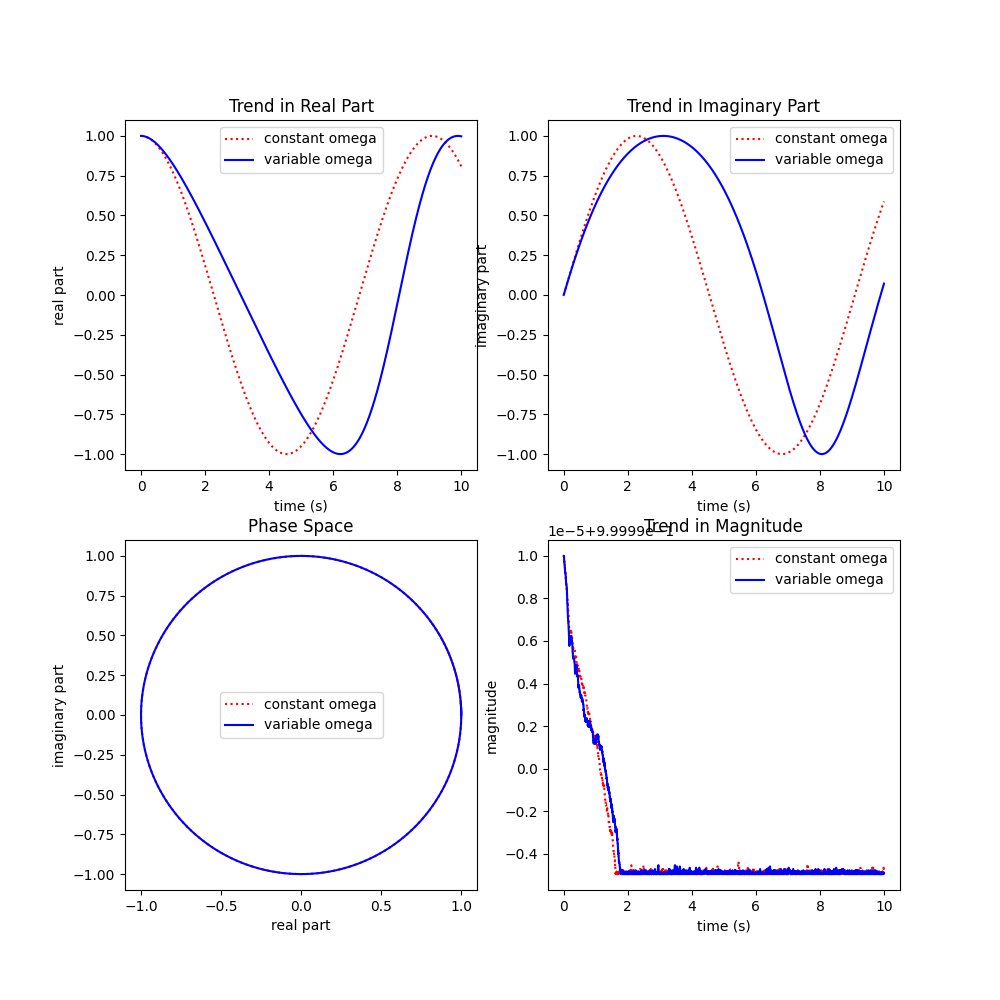 Trend in Real Part
constant omega
variable omega
1.00
0.75
0.50
0.25
0.00
−0.25
−0.50
−0.75
−1.00
real part
0
2
4
6
8
10
time (s)
Trend in Imaginary Part
constant omega
variable omega
1.00
0.75
0.50
0.25
0.00
−0.25
−0.50
−0.75
−1.00
imaginary part
0
2
4
6
8
10
time (s)
Phase Space
constant omega
variable omega
1.00
0.75
0.50
0.25
0.00
−0.25
−0.50
−0.75
−1.00
imaginary part
−1.0
−0.5
0.0
0.5
1.0
real part
1e−5+9.9999e−1
Trend in Magnitude
constant omega
variable omega
1.0
0.8
0.6
0.4
0.2
0.0
−0.2
−0.4
magnitude
0
2
4
6
8
10
time (s)